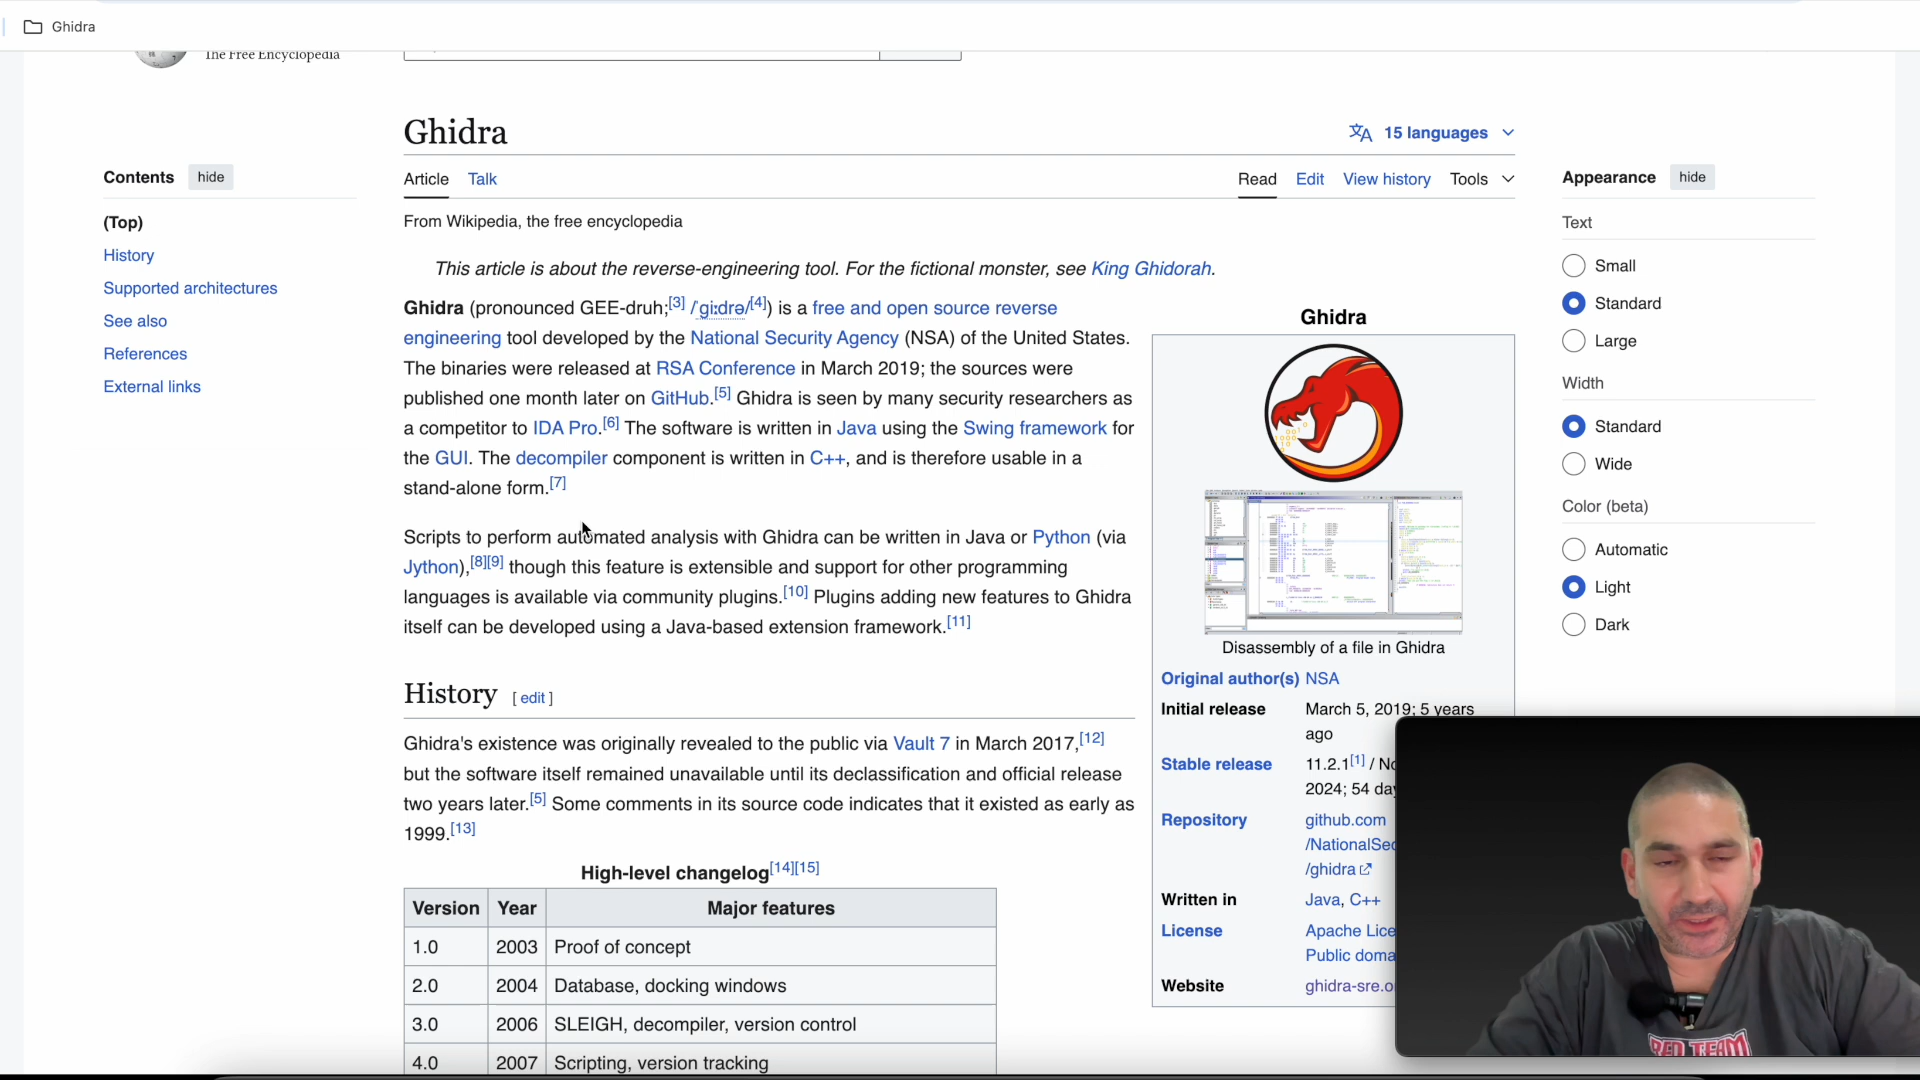 Ghidra
The Free Encyclopedia
Ghidra
15 languages
Contents
hide
Article
Talk
Read
Edit
View history
Tools
Appearance
hide
(Top)
History
Supported architectures
See also
References
External links
From Wikipedia, the free encyclopedia
This article is about the reverse-engineering tool. For the fictional monster, see King Ghidorah.
Ghidra (pronounced GEE-druh;[3] /ˈɡiːdrə/[4]) is a free and open source reverse
engineering tool developed by the National Security Agency (NSA) of the United States.
The binaries were released at RSA Conference in March 2019; the sources were
published one month later on GitHub.[5] Ghidra is seen by many security researchers as
a competitor to IDA Pro.[6] The software is written in Java using the Swing framework for
the GUI. The decompiler component is written in C++, and is therefore usable in a
stand-alone form.[7]
Scripts to perform automated analysis with Ghidra can be written in Java or Python (via
Jython),[8][9] though this feature is extensible and support for other programming
languages is available via community plugins.[10] Plugins adding new features to Ghidra
itself can be developed using a Java-based extension framework.[11]
History [ edit ]
Ghidra's existence was originally revealed to the public via Vault 7 in March 2017,[12]
but the software itself remained unavailable until its declassification and official release
two years later.[5] Some comments in its source code indicates that it existed as early as
1999.[13]
High-level changelog[14][15]
Version Year Major features
1.0 2003 Proof of concept
2.0 2004 Database, docking windows
3.0 2006 SLEIGH, decompiler, version control
4.0 2007 Scripting, version tracking
Ghidra
Disassembly of a file in Ghidra
Original author(s) NSA
Initial release March 5, 2019; 5 years
ago
Stable release 11.2.1[1] / No
2024; 54 day
Repository github.com
/NationalSec
/ghidra
Written in Java, C++
License Apache Lice
Public doma
Website ghidra-sre.o
Text
Small
Standard
Large
Width
Standard
Wide
Color (beta)
Automatic
Light
Dark
RED TEAM